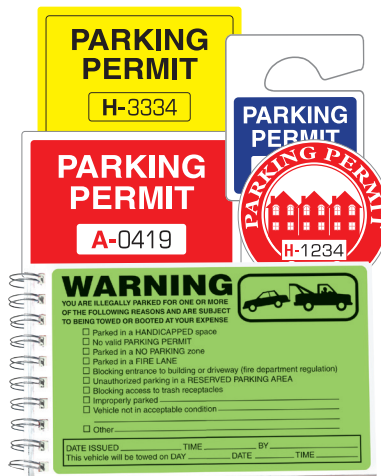 PARKING
PERMIT
H-3334
PARKING
PERMIT
PARKING
PERMIT
A-0419
PARKING PERMIT
H-1234
WARNING
YOU ARE ILLEGALLY PARKED FOR ONE OR MORE
OF THE FOLLOWING REASONS AND ARE SUBJECT
TO BEING TOWED OR BOOTED AT YOUR EXPENSE
Parked in a HANDICAPPED space
No valid PARKING PERMIT
Parked in a NO PARKING zone
Parked in a FIRE LANE
Blocking entrance to building or driveway (fire department regulation)
Unauthorized parking in a RESERVED PARKING AREA
Blocking access to trash receptacles
Improperly parked
Vehicle not in acceptable condition
Other
DATE ISSUED TIME BY
This vehicle will be towed on DAY DATE TIME